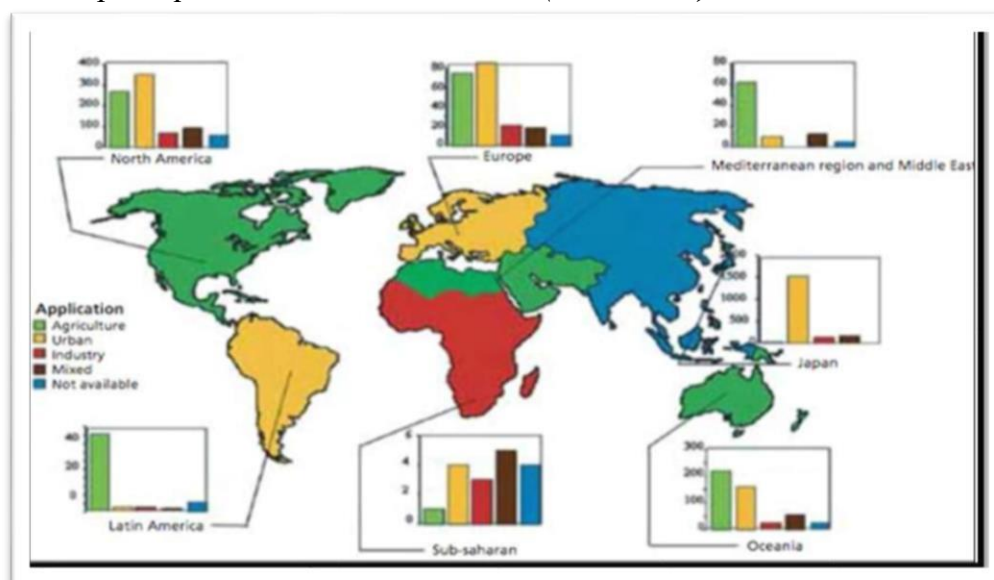 400
300
200
100
0
North America
80
60
40
20
0
Europe
80
60
40
20
0
Mediterranean region and Middle East
Application
Agriculture
Urban
Industry
Mixed
Not available
1500
1000
500
Japan
40
20
0
Latin America
6
4
2
0
Sub-saharan
300
200
100
0
Oceania